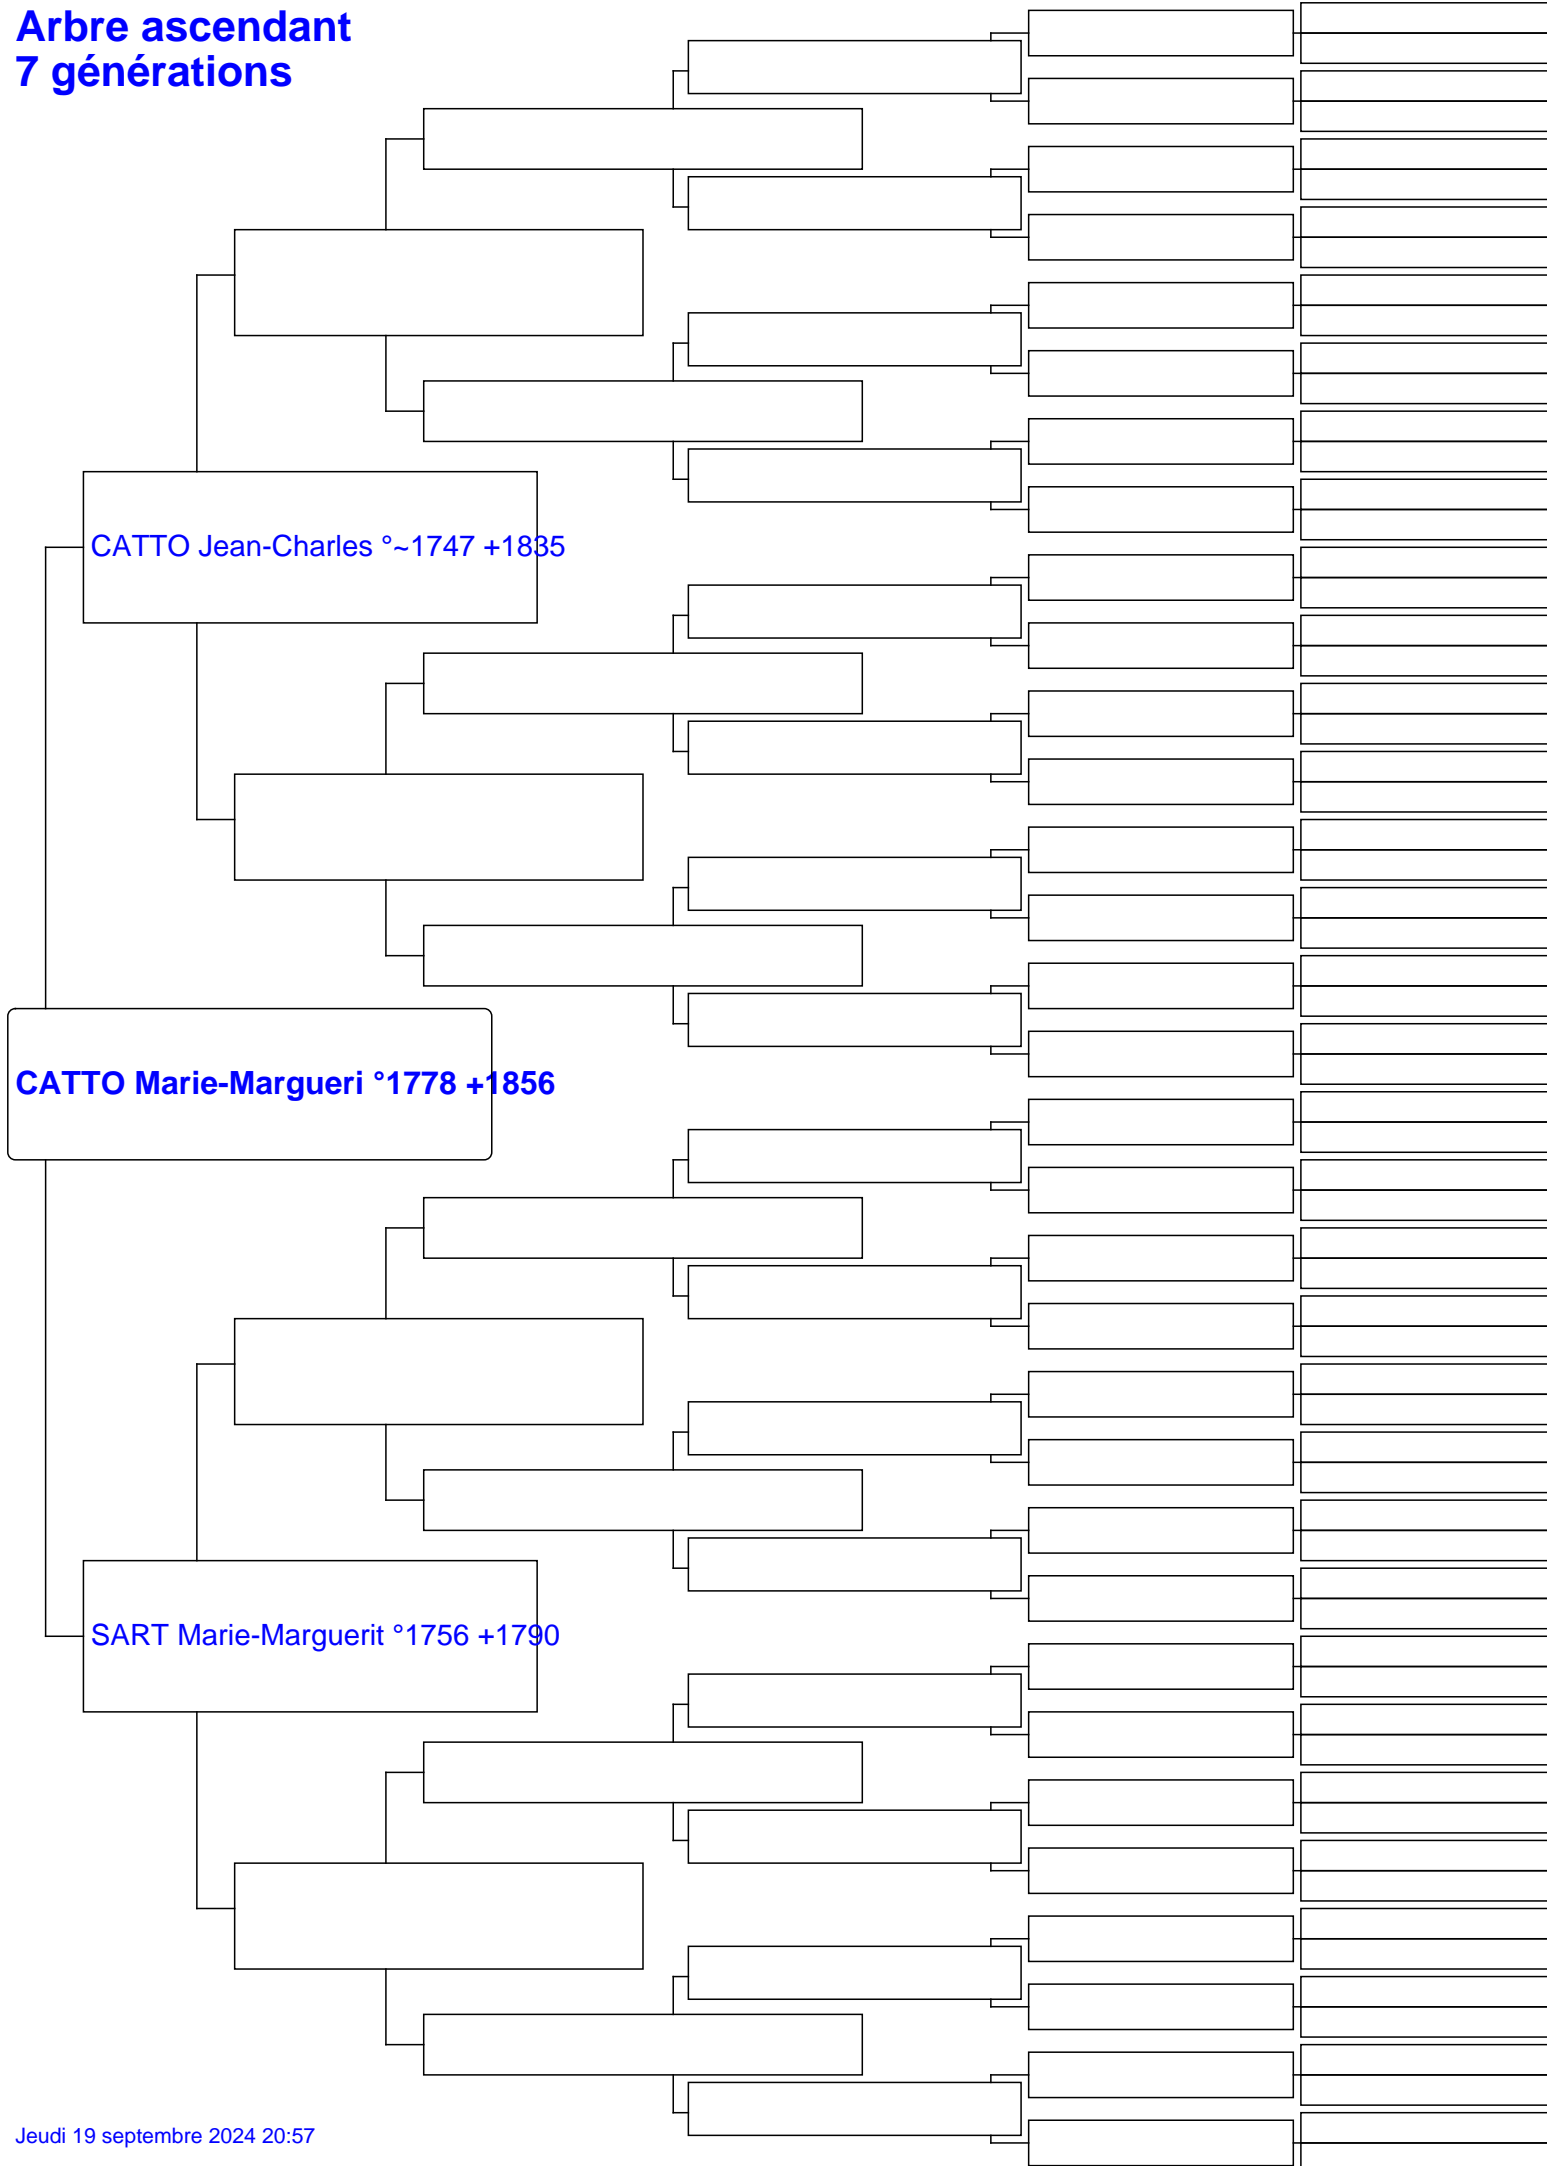 Arbre ascendant
7 générations
CATTO Jean-Charles °~1747 +1835
CATTO Marie-Margueri °1778 +1856
SART Marie-Marguerit °1756 +1790
Jeudi 19 septembre 2024 20:57